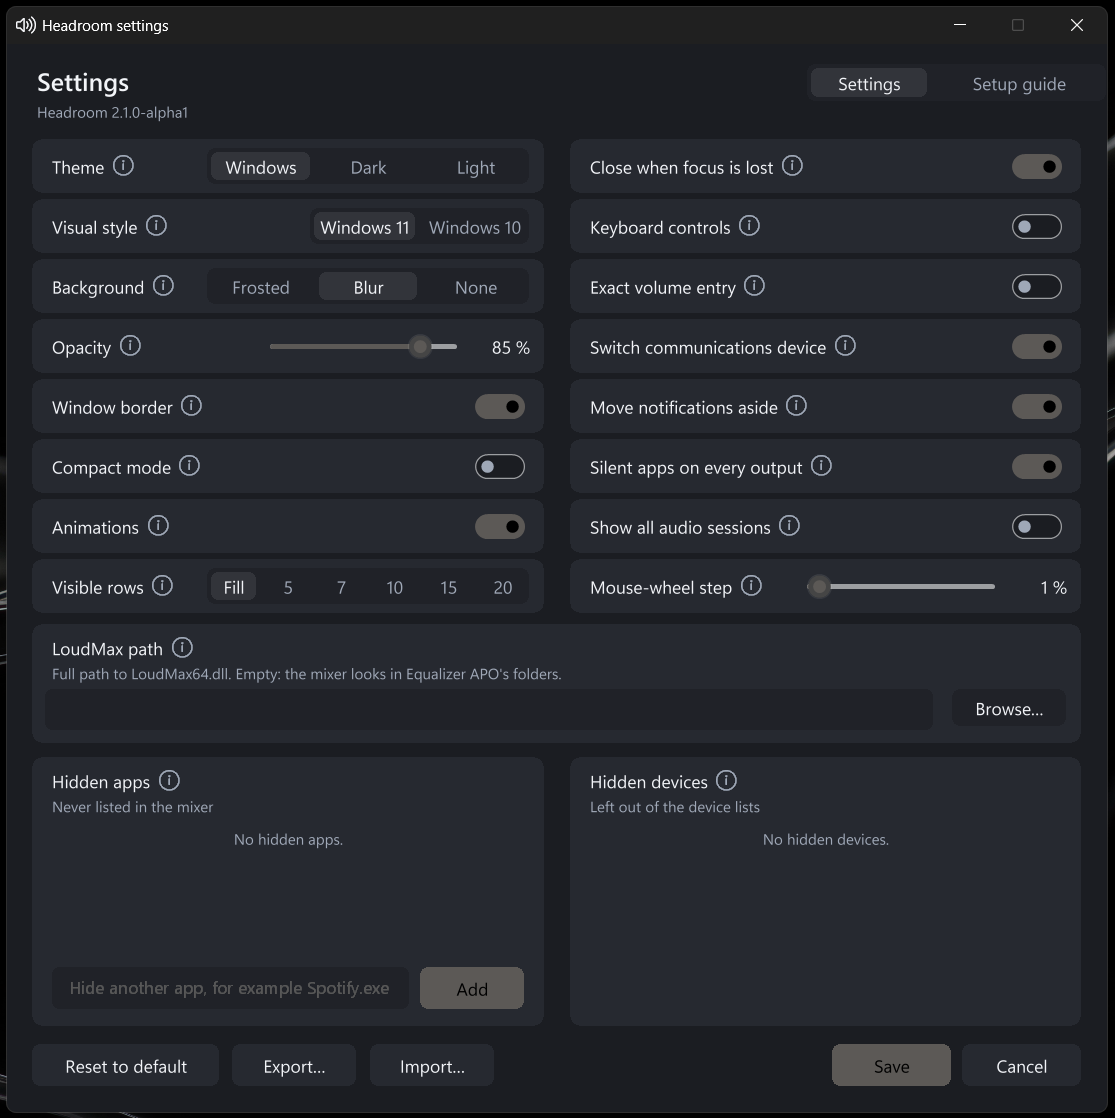 Headroom settings
Settings
Settings Setup guide
Headroom 2.1.0-alpha1
Theme Windows Dark Light
Close when focus is lost
Visual style Windows 11 Windows 10
Keyboard controls
Background Frosted Blur None
Exact volume entry
Opacity 85 %
Switch communications device
Window border
Move notifications aside
Compact mode
Silent apps on every output
Animations
Show all audio sessions
Visible rows Fill 5 7 10 15 20
Mouse-wheel step 1 %
LoudMax path
Full path to LoudMax64.dll. Empty: the mixer looks in Equalizer APO's folders.
Browse...
Hidden apps
Never listed in the mixer
No hidden apps.
Hide another app, for example Spotify.exe Add
Hidden devices
Left out of the device lists
No hidden devices.
Reset to default Export... Import... Save Cancel